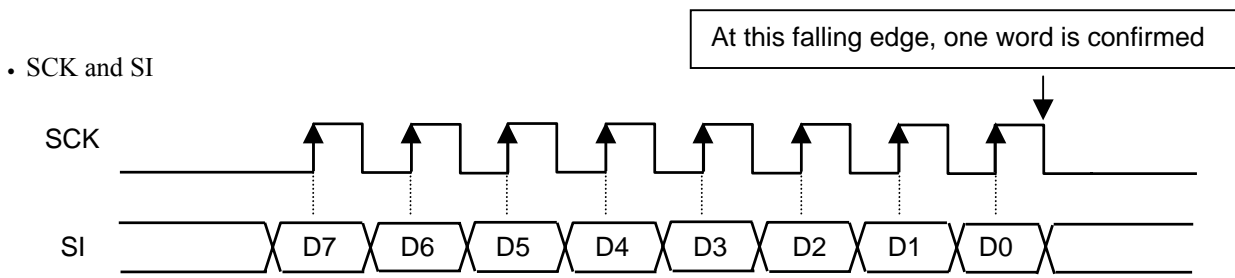 At this falling edge, one word is confirmed
• SCK and SI
SCK
SI D7 D6 D5 D4 D3 D2 D1 D0